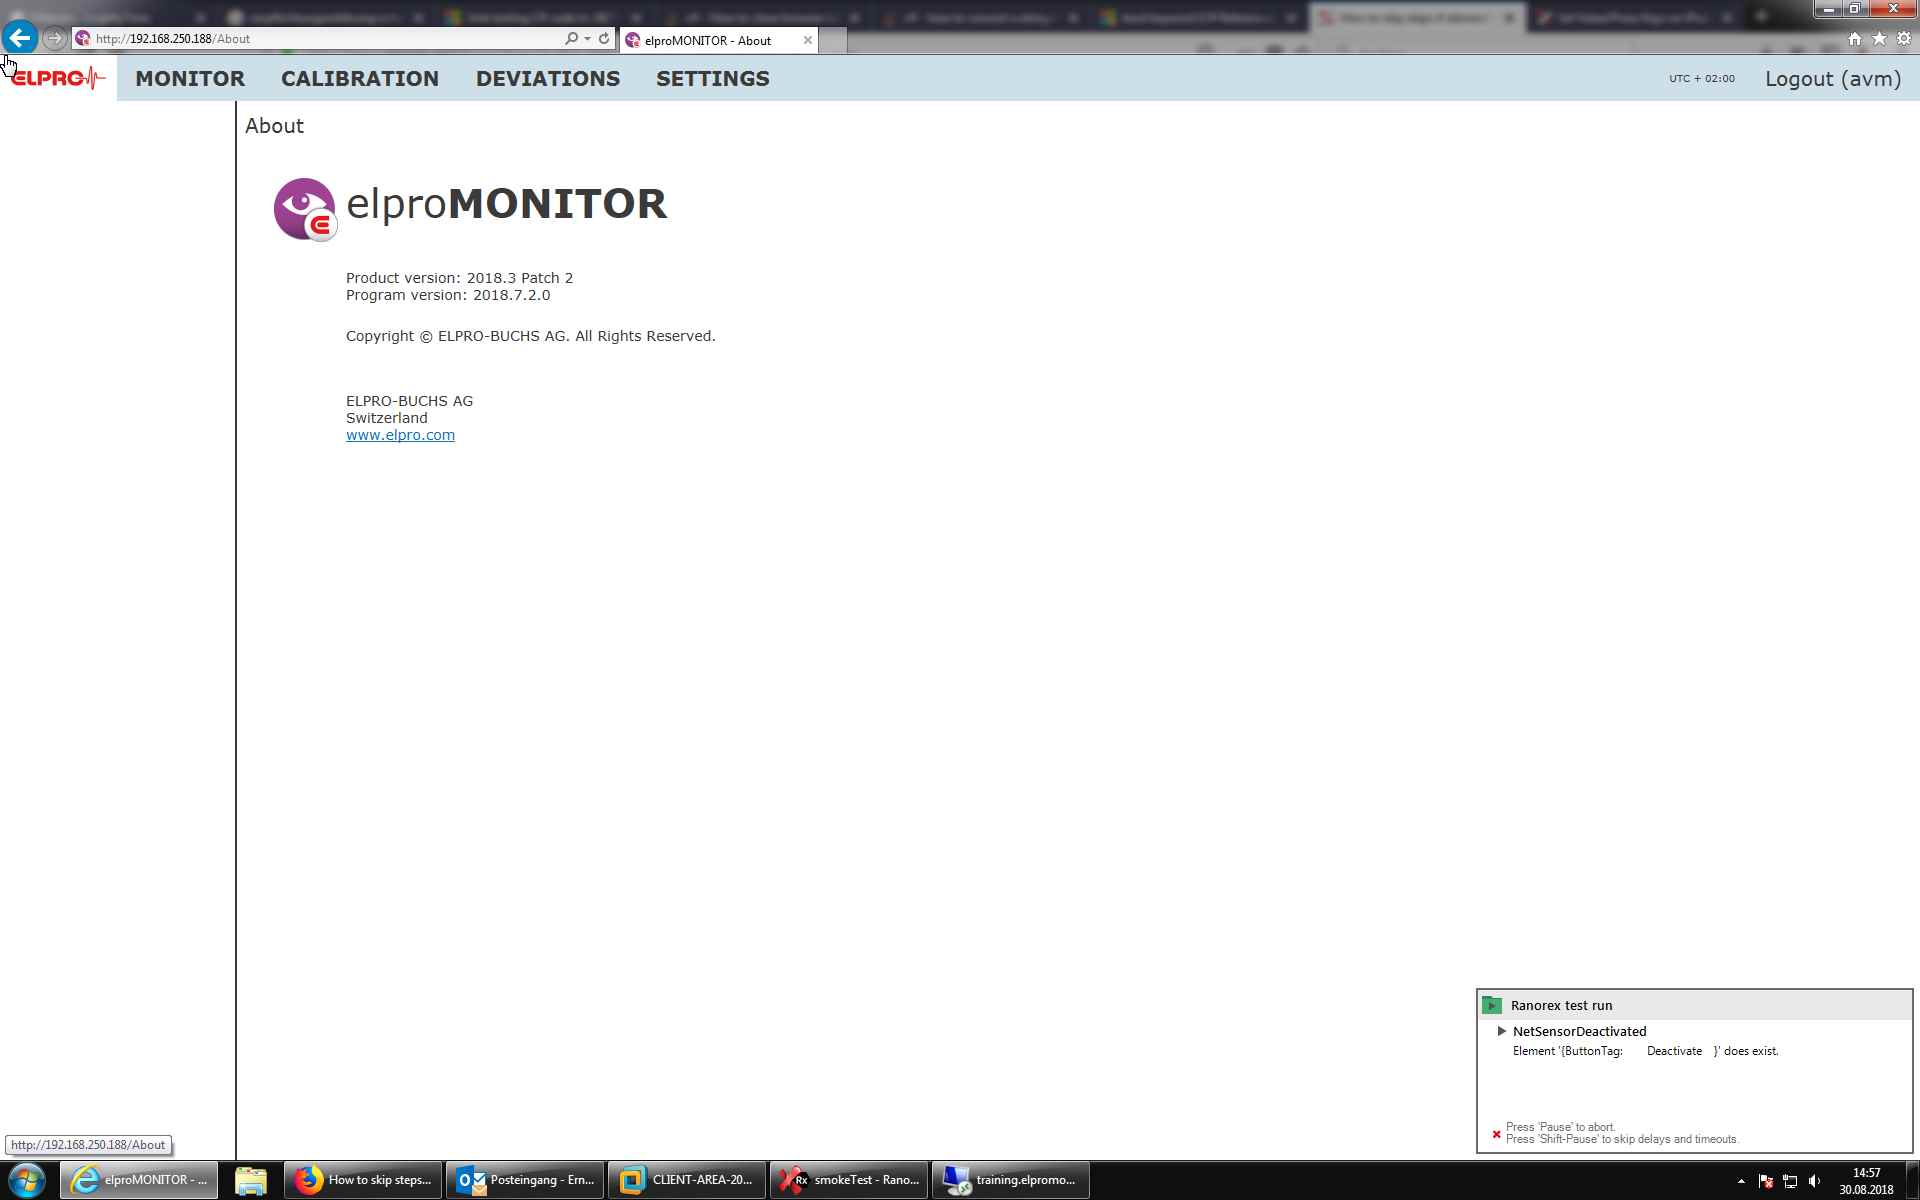 http://192.168.250.188/About
elproMONITOR - About
ELPRO
MONITOR
CALIBRATION
DEVIATIONS
SETTINGS
UTC + 02:00
Logout (avm)
About
elproMONITOR
Product version: 2018.3 Patch 2
Program version: 2018.7.2.0
Copyright © ELPRO-BUCHS AG. All Rights Reserved.
ELPRO-BUCHS AG
Switzerland
www.elpro.com
Ranorex test run
NetSensorDeactivated
Element '{ButtonTag: Deactivate }' does exist.
Press 'Pause' to abort.
Press 'Shift-Pause' to skip delays and timeouts.
http://192.168.250.188/About
elproMONITOR - ...
How to skip steps...
Posteingang - Ern...
CLIENT-AREA-20...
Rx
smokeTest - Rano...
training.elpromo...
14:57
30.08.2018